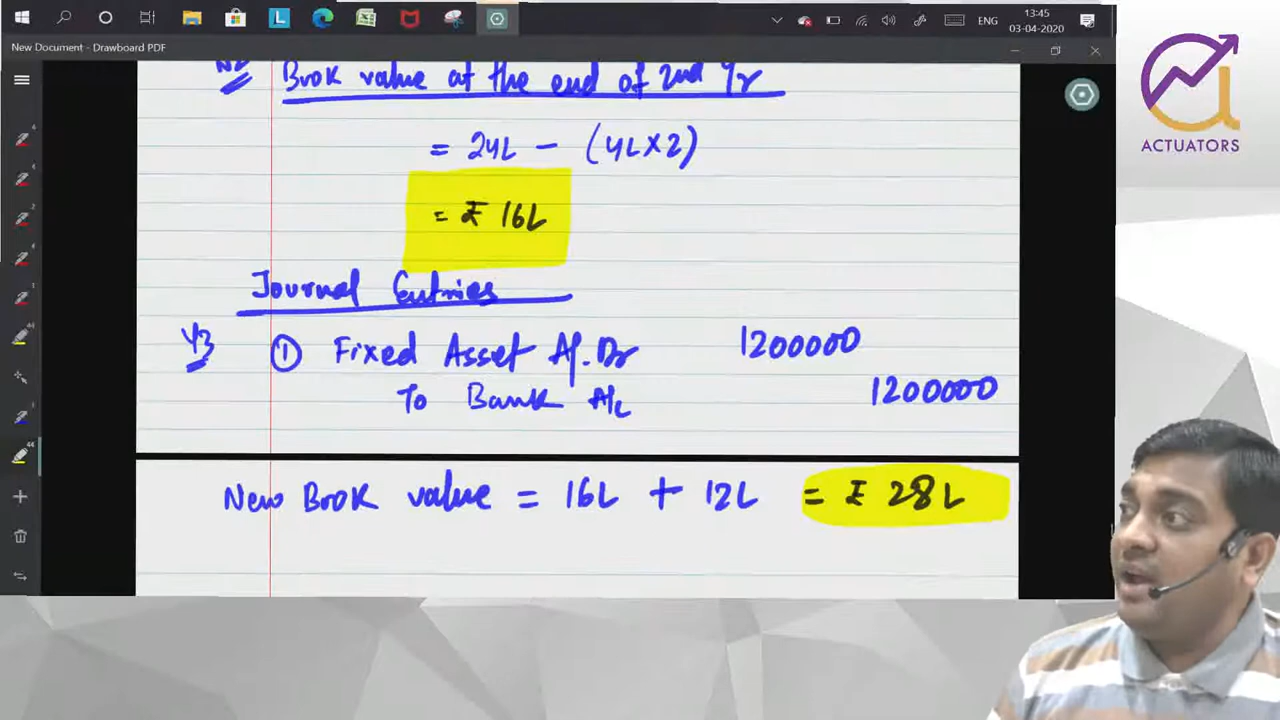 13:45
ENG
03-04-2020
New Document - Drawboard PDF
Book value at the end of 2nd Yr
= 24L - (4L×2)
= ₹ 16L
Journal Entries
Y3 ① Fixed Asset A/c. Dr 1200000
To Bank A/c 1200000
New Book value = 16L + 12L = ₹ 28L
ACTUATORS